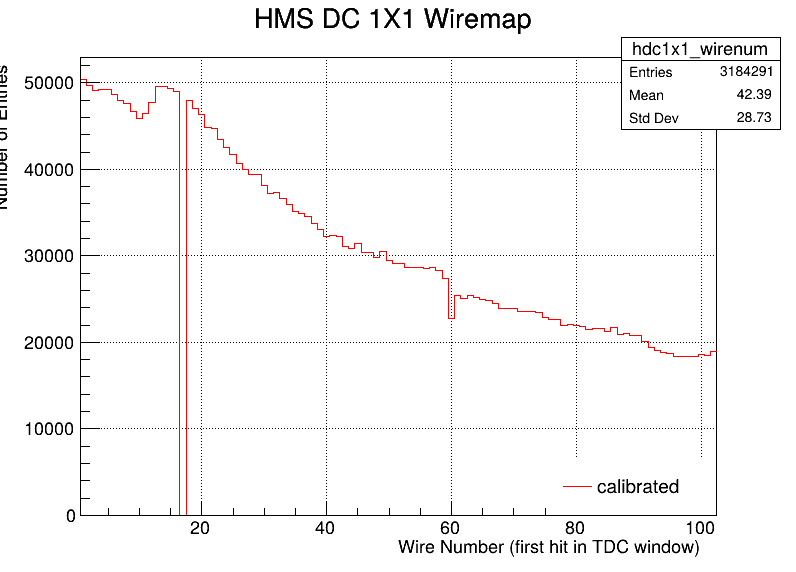 HMS DC 1X1 Wiremap
hdc1x1_wirenum
Entries 3184291
Mean 42.39
Std Dev 28.73
Number of Entries
50000
40000
30000
20000
10000
0
20 40 60 80 100
calibrated
Wire Number (first hit in TDC window)